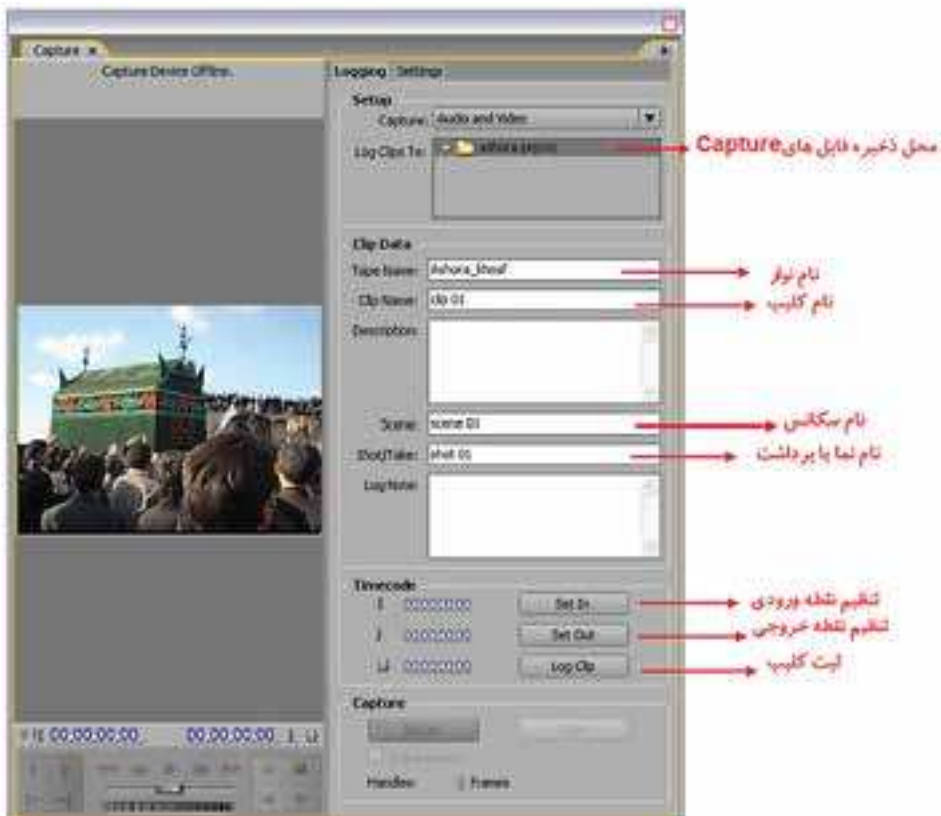 Capture
Capture Device Offline.
Logging Settings
Setup
Capture: Audio and Video
Log Clips To:
محل ذخیره فایل های Capture
Clip Data
Tape Name:
نام نوار
Clip Name: clip 01
نام کلیپ
Description:
Scene: scene 01
نام سکانس
Shot/Take: shot 01
نام نما یا برداشت
Log Note:
Timecode
00;00;00;00 Set In
تنظیم نقطه ورودی
00;00;00;00 Set Out
تنظیم نقطه خروجی
00;00;00;00 Log Clip
ثبت کلیپ
Capture
00;00;00;00 00;00;00;00
Handles: Frames